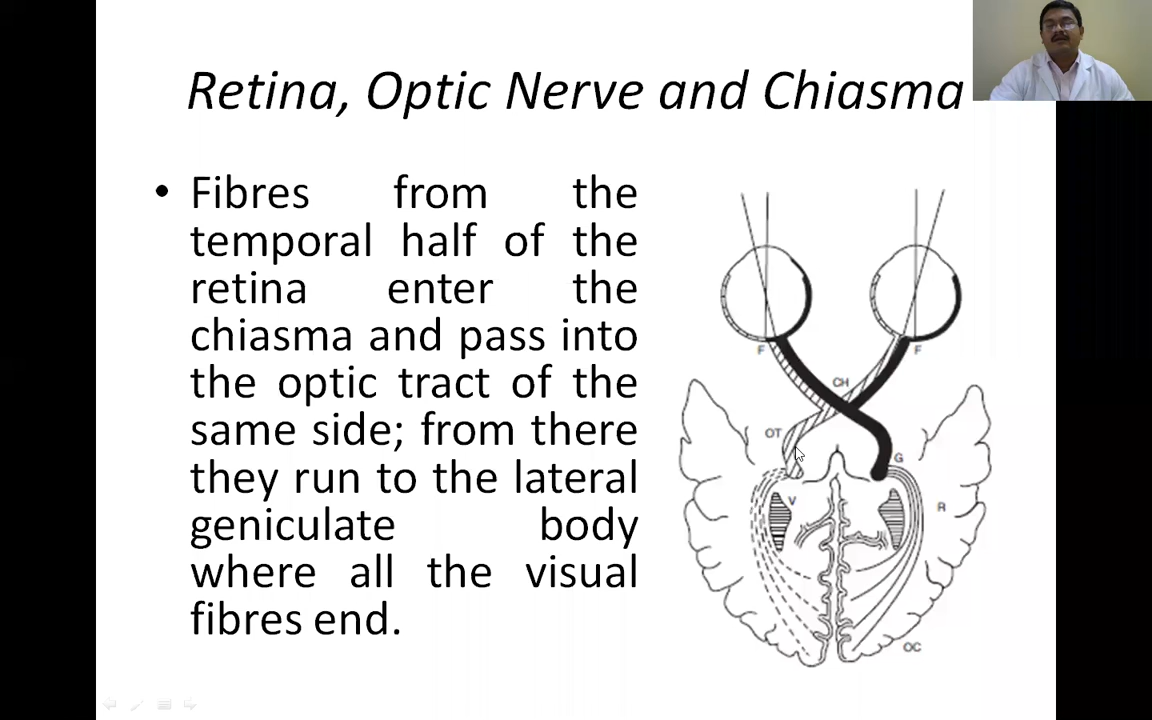 Retina, Optic Nerve and Chiasma
• Fibres from the
temporal half of the
retina enter the
chiasma and pass into
the optic tract of the
same side; from there
they run to the lateral
geniculate body
where all the visual
fibres end.
F
F
CH
OT
G
V
R
OC